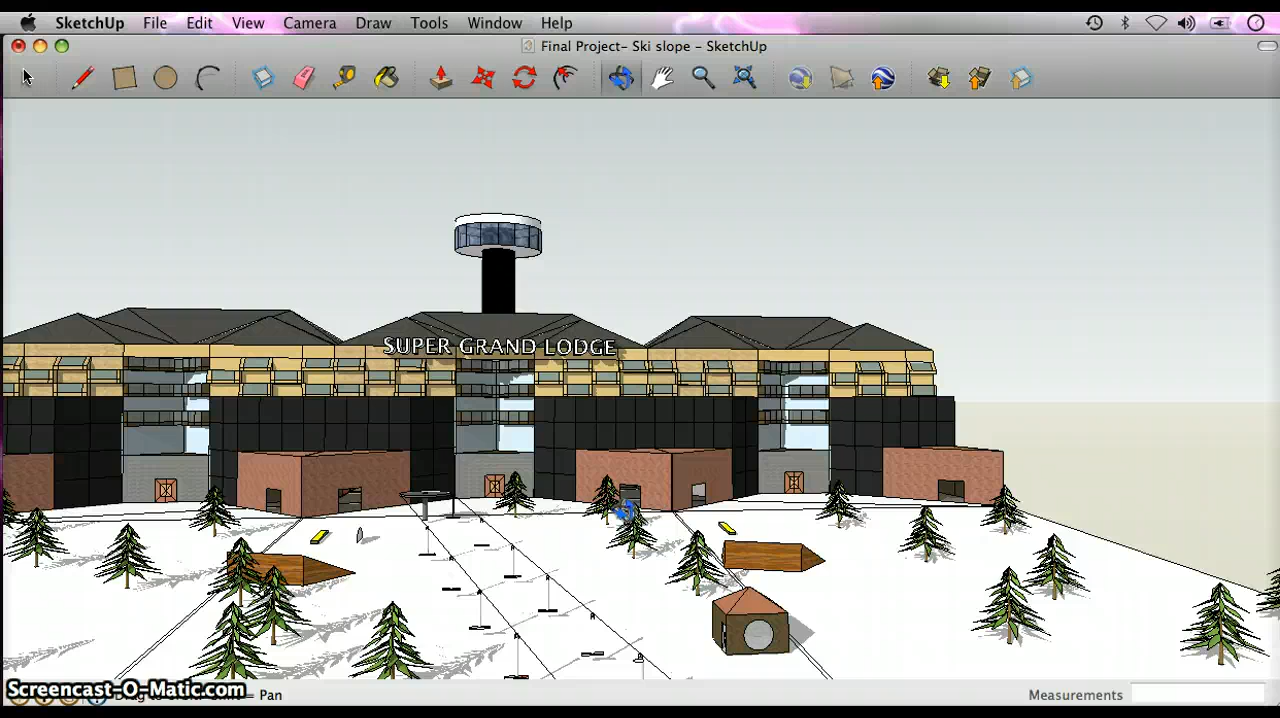 SketchUp File Edit View Camera Draw Tools Window Help
Final Project- Ski slope - SketchUp
SUPER GRAND LODGE
Screencast-O-Matic.com
= Pan
Measurements